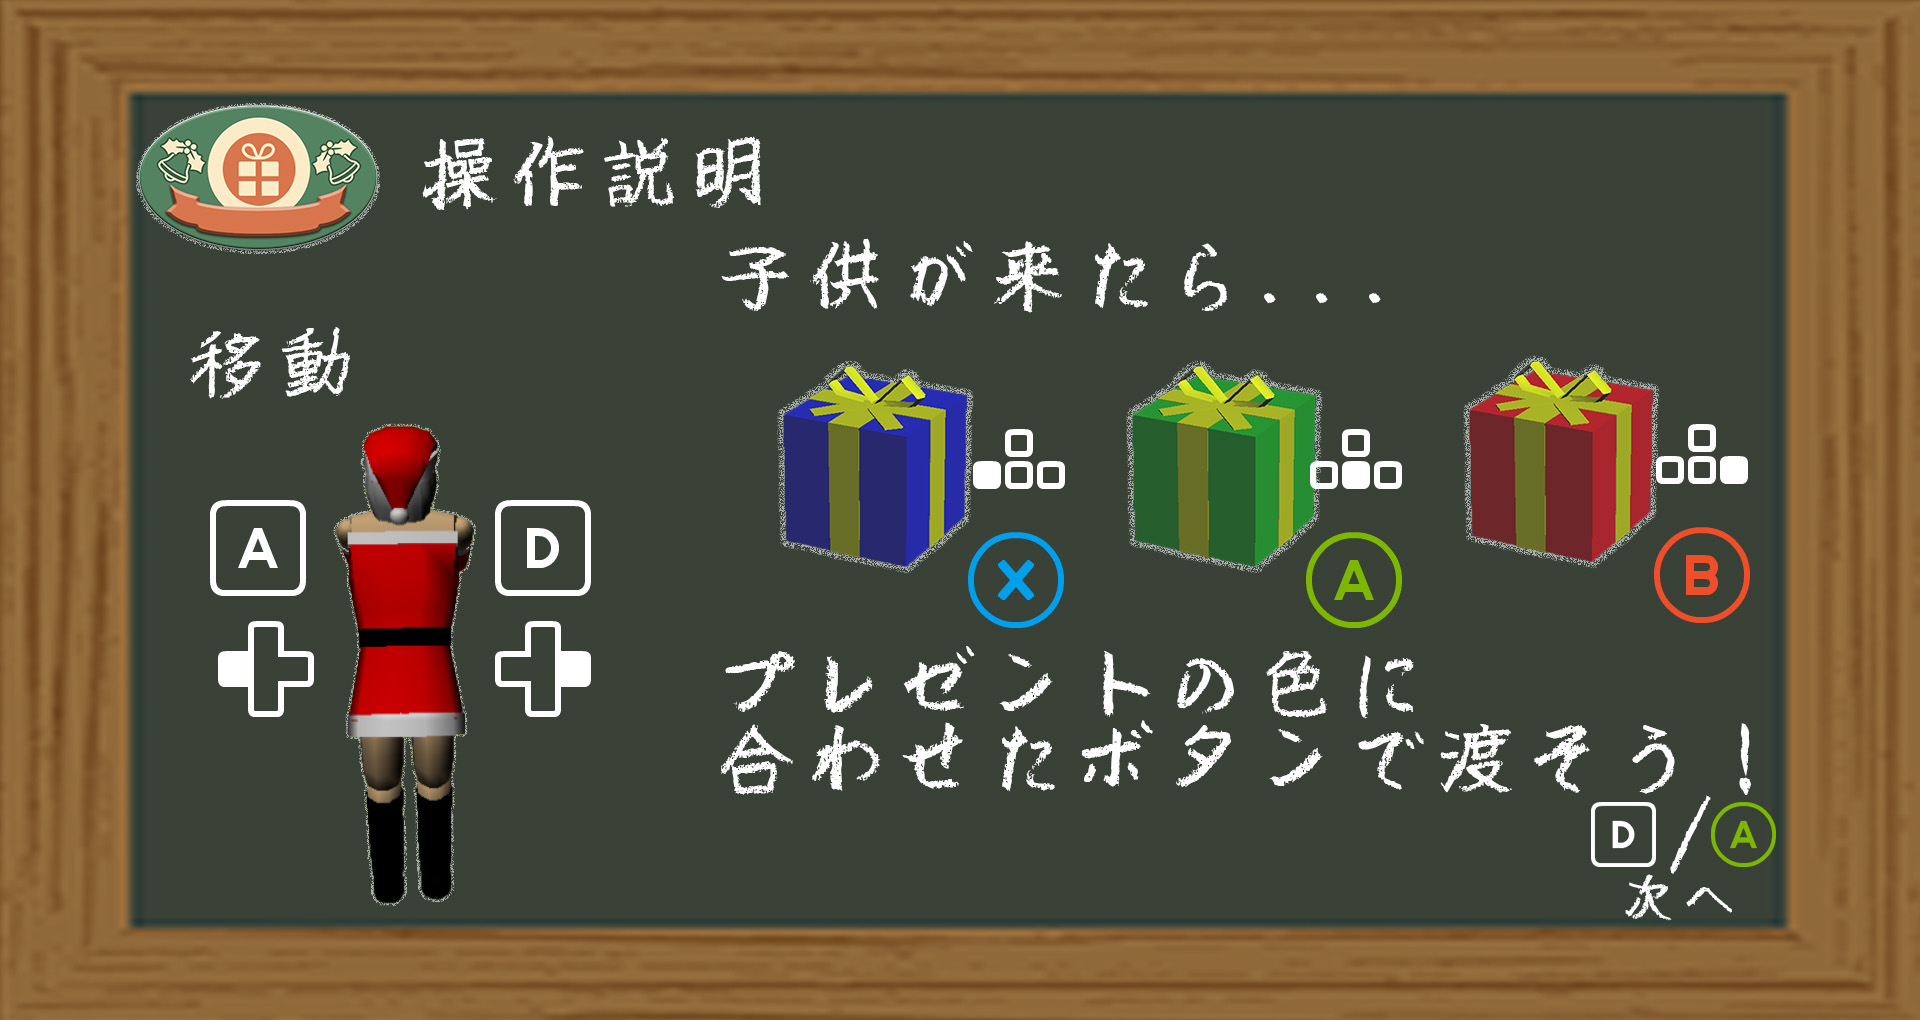 操作説明
子供が来たら...
移動
A D
X A B
プレゼントの色に
合わせたボタンで渡そう!
D/A
次へ